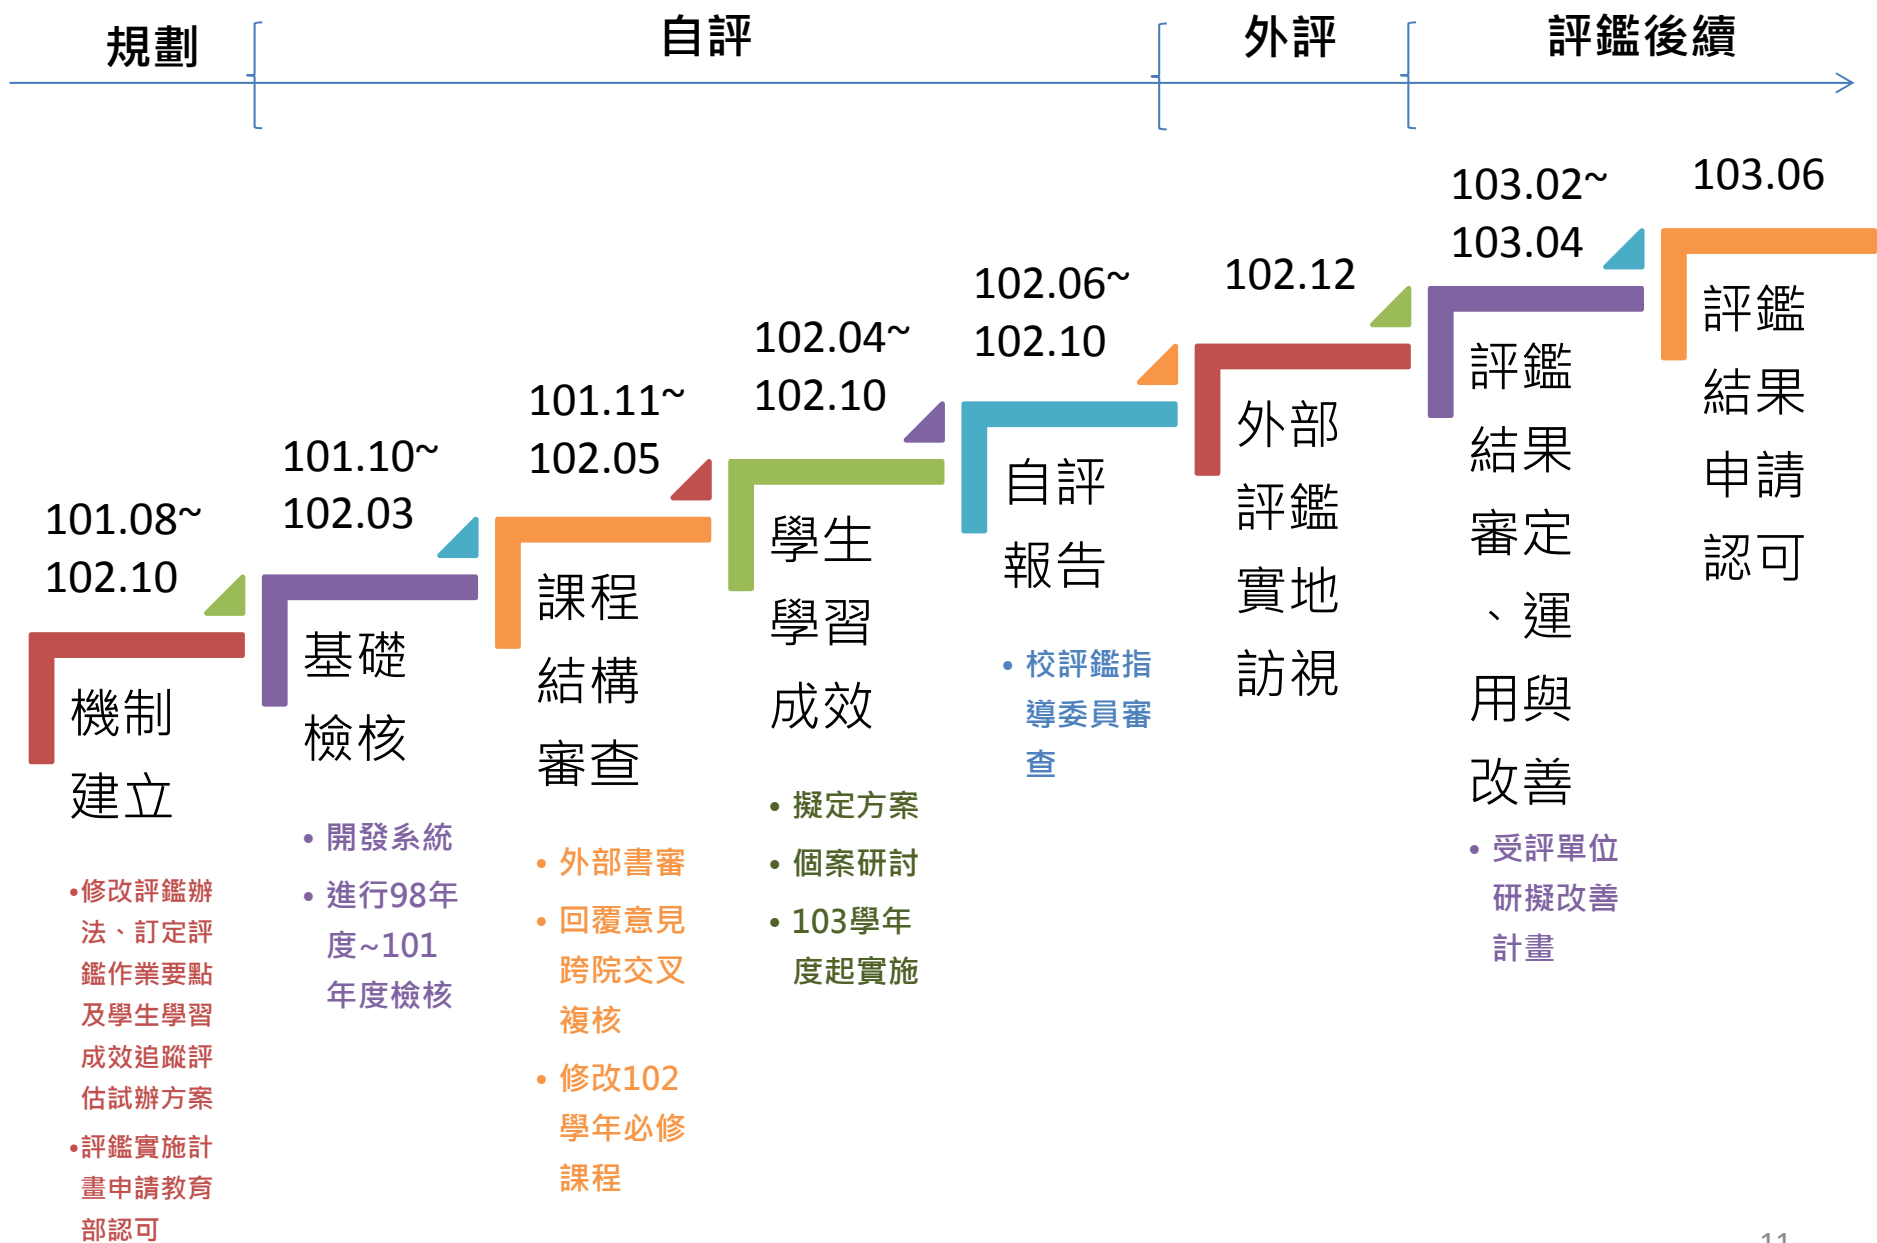 規劃
自評
外評
評鑑後續
101.08~
102.10
機制
建立
•修改評鑑辦
法、訂定評
鑑作業要點
及學生學習
成效追蹤評
估試辦方案
•評鑑實施計
畫申請教育
部認可
101.10~
102.03
基礎
檢核
• 開發系統
• 進行98年
度~101
年度檢核
101.11~
102.05
課程
結構
審查
• 外部書審
• 回覆意見
跨院交叉
複核
• 修改102
學年必修
課程
102.04~
102.10
學生
學習
成效
• 擬定方案
• 個案研討
• 103學年
度起實施
102.06~
102.10
自評
報告
• 校評鑑指
導委員審
查
102.12
外部
評鑑
實地
訪視
103.02~
103.04
評鑑
結果
審定
、運
用與
改善
• 受評單位
研擬改善
計畫
103.06
評鑑
結果
申請
認可
11